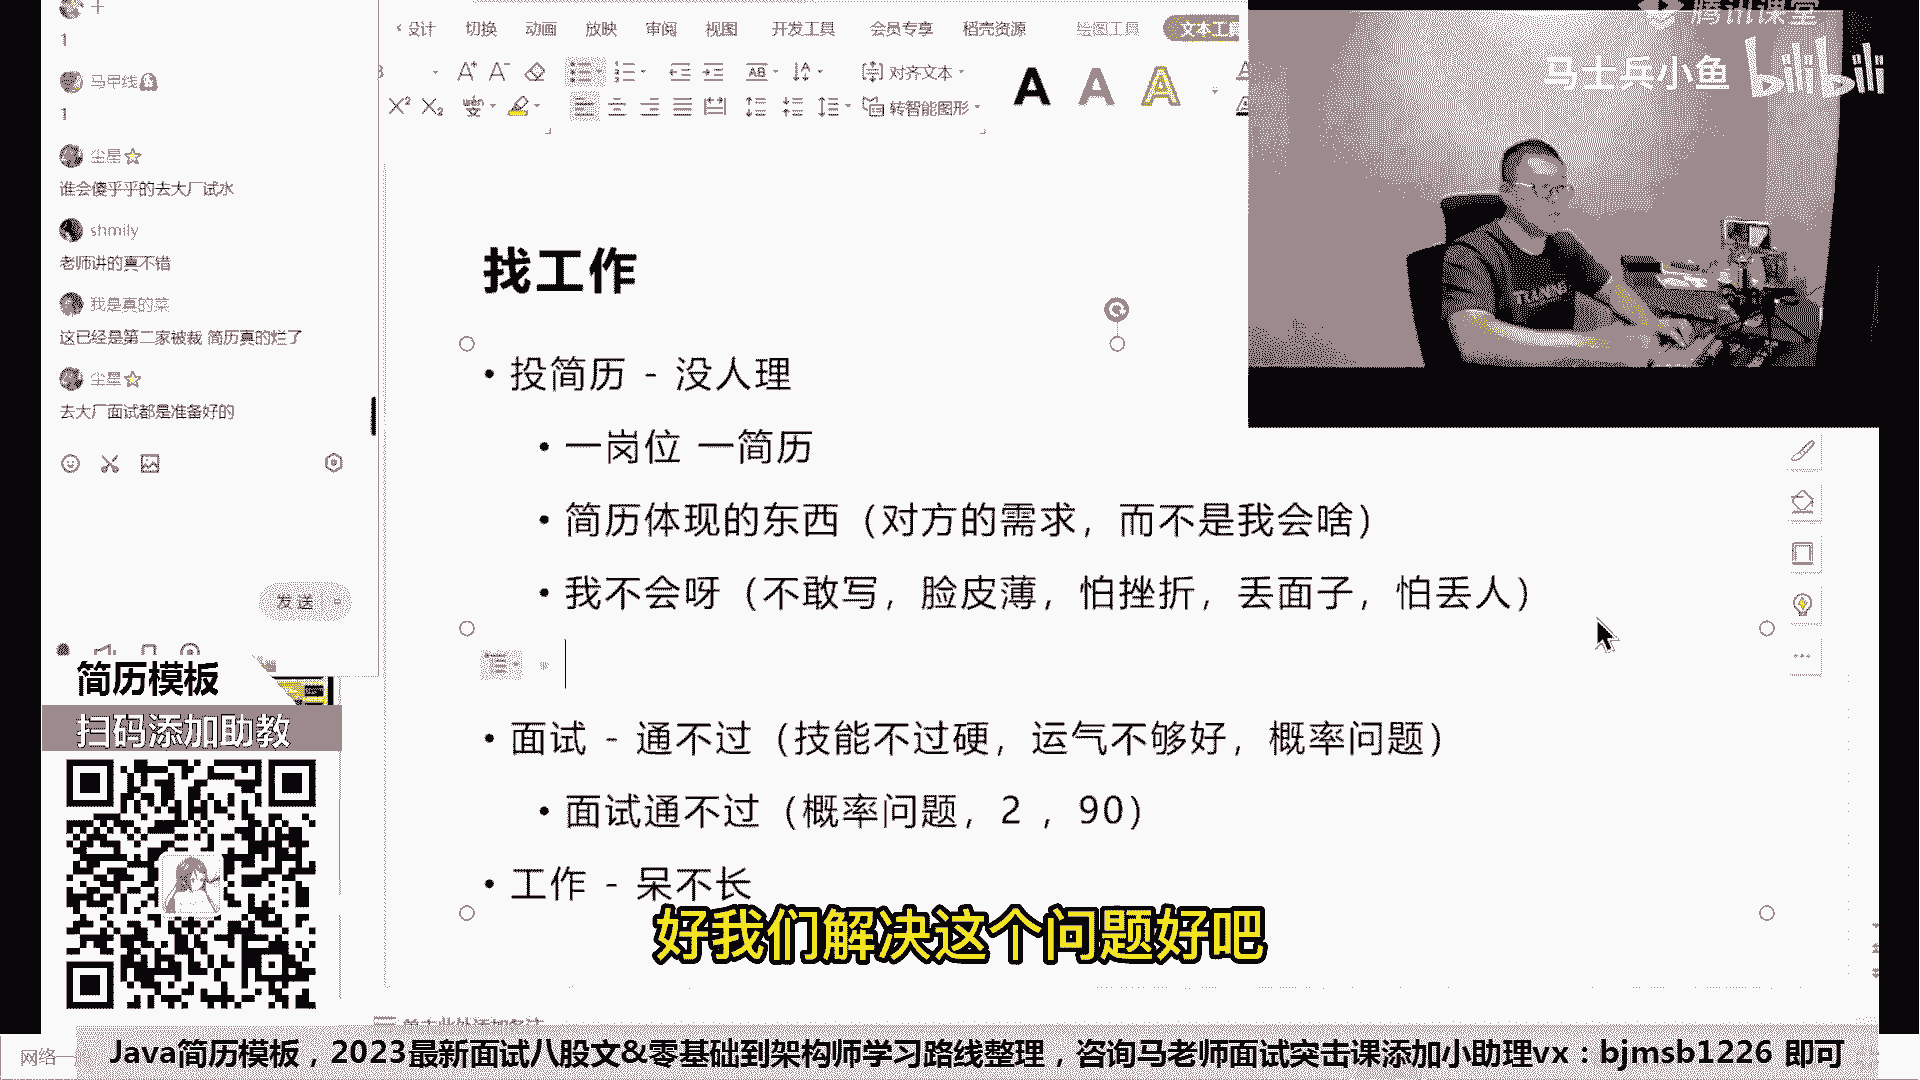 设计 切换 动画 放映 审阅 视图 开发工具 会员专享 稻壳资源 绘图工具 文本工具
对齐文本
转智能图形
腾讯课堂
马士兵小鱼 bilibili
1
马甲线
1
尘星
谁会傻乎乎的去大厂试水
shmily
老师讲的真不错
我是真的菜
这已经是第二家被裁 简历真的烂了
尘星
去大厂面试都是准备好的
发送
找工作
• 投简历 - 没人理
• 一岗位 一简历
• 简历体现的东西（对方的需求，而不是我会啥）
• 我不会呀（不敢写，脸皮薄，怕挫折，丢面子，怕丢人）
• 面试 - 通不过（技能不过硬，运气不够好，概率问题）
• 面试通不过（概率问题，2 ，90）
• 工作 - 呆不长
好我们解决这个问题好吧
简历模板
扫码添加助教
单击此处添加备注
网络一
Java简历模板，2023最新面试八股文&零基础到架构师学习路线整理，咨询马老师面试突击课添加小助理vx：bjmsb1226 即可